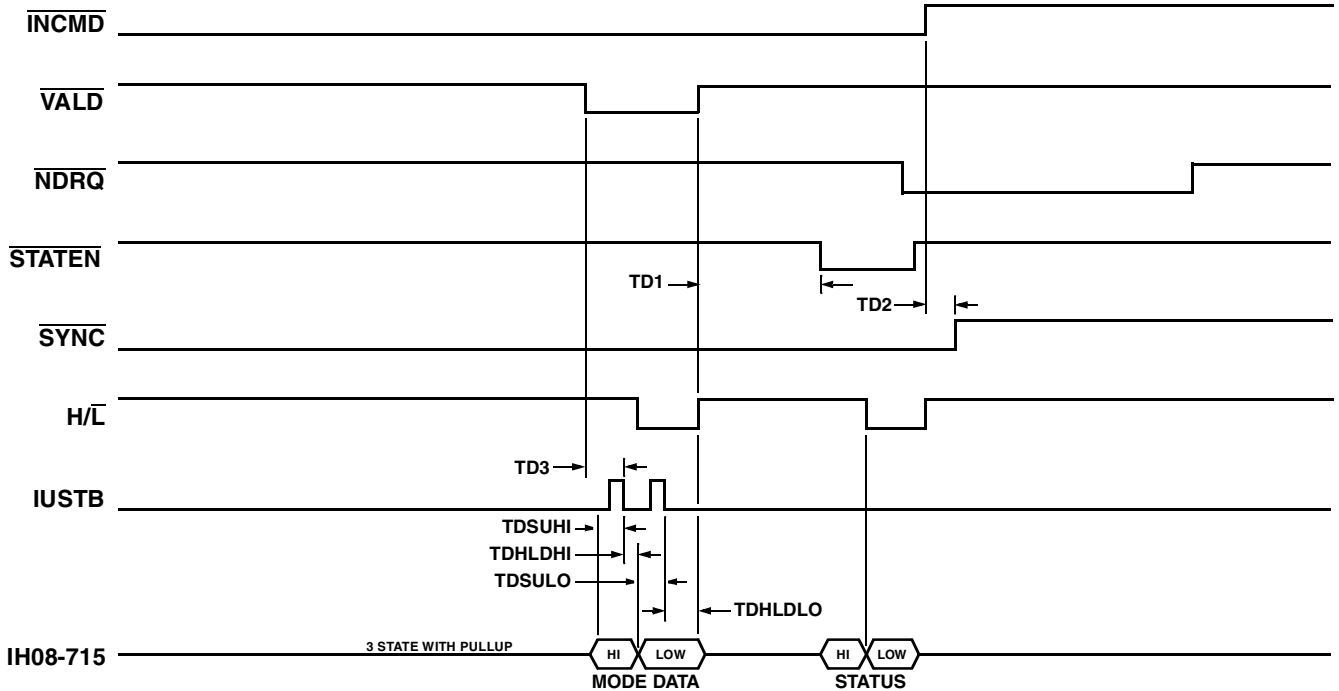 INCMD
VALD
NDRQ
STATEN
TD1
TD2
SYNC
H/L
TD3
IUSTB
TDSUHI
TDHLDHI
TDSULO
TDHLDLO
IH08-715
3 STATE WITH PULLUP
HI
LOW
HI
LOW
MODE DATA
STATUS